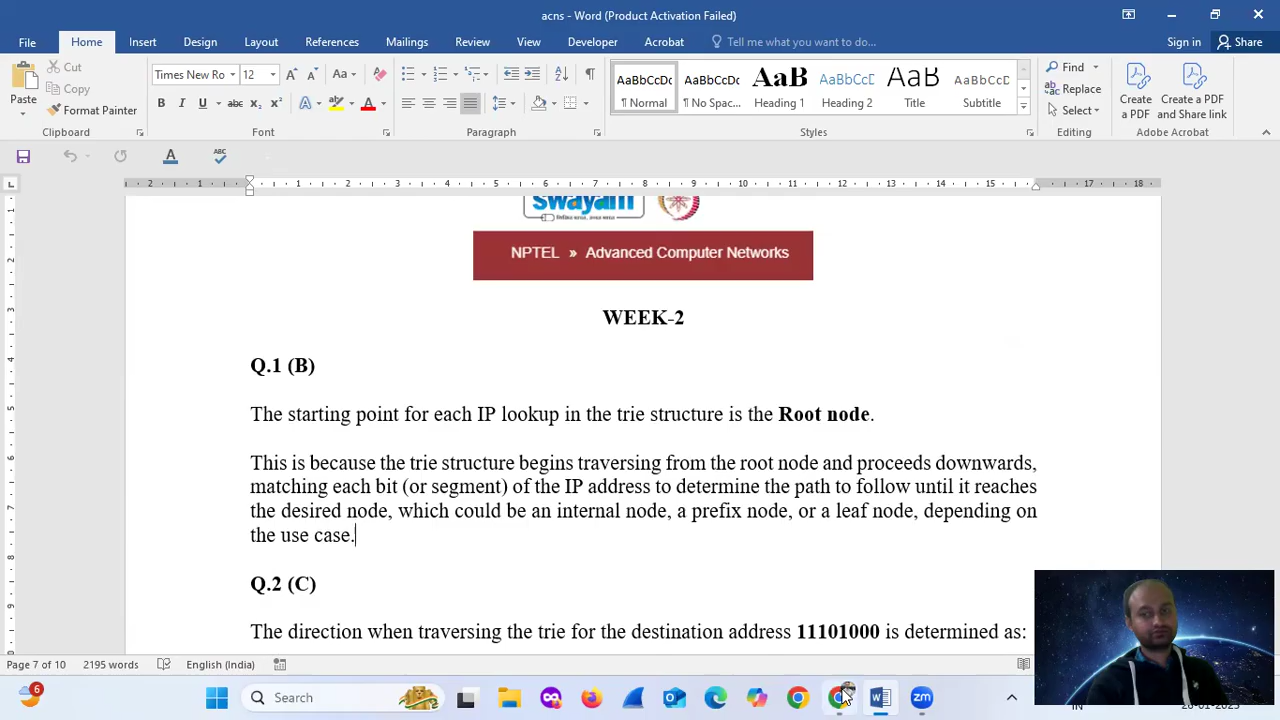 acns - Word (Product Activation Failed)
File Home Insert Design Layout References Mailings Review View Developer Acrobat Tell me what you want to do... Sign in Share
Paste Cut Copy Format Painter
Times New Ro 12
AaBbCcDc AaBbCcDc AaB AaBbCcD AaB AaBbCcD
¶ Normal ¶ No Spac... Heading 1 Heading 2 Title Subtitle
Find Replace Select
Create a PDF
Create a PDF and Share link
Clipboard Font Paragraph Styles Editing Adobe Acrobat
swayam
NPTEL » Advanced Computer Networks
WEEK-2
Q.1 (B)
The starting point for each IP lookup in the trie structure is the Root node.
This is because the trie structure begins traversing from the root node and proceeds downwards,
matching each bit (or segment) of the IP address to determine the path to follow until it reaches
the desired node, which could be an internal node, a prefix node, or a leaf node, depending on
the use case.
Q.2 (C)
The direction when traversing the trie for the destination address 11101000 is determined as:
Page 7 of 10 2195 words English (India)
6 Search zm IN